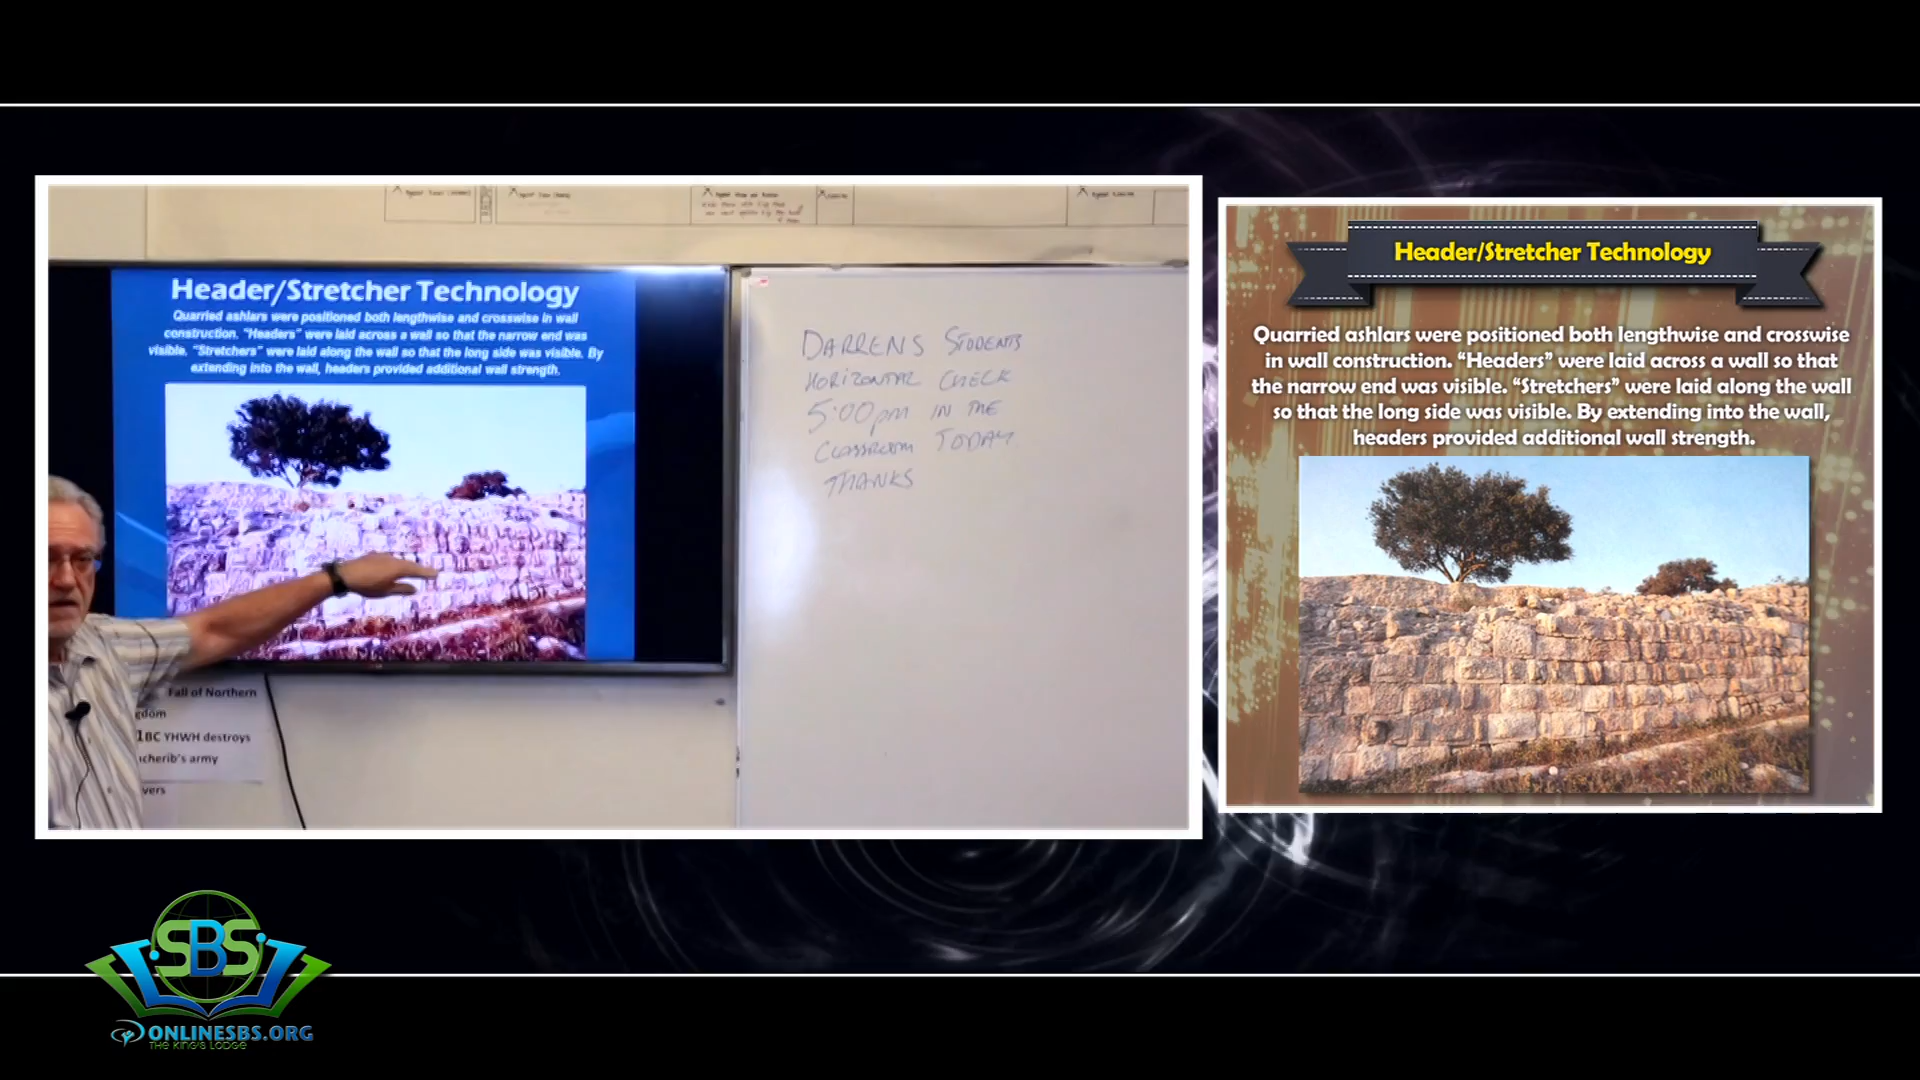 Header/Stretcher Technology
Quarried ashlars were positioned both lengthwise and crosswise in wall
construction. "Headers" were laid across a wall so that the narrow end was
visible. "Stretchers" were laid along the wall so that the long side was visible. By
extending into the wall, headers provided additional wall strength.
DARRENS STUDENTS
HORIZONTAL CHECK
5:00pm IN THE
CLASSROOM TODAY
THANKS
Fall of Northern
gdom
1BC YHWH destroys
cherib's army
vers
Header/Stretcher Technology
Quarried ashlars were positioned both lengthwise and crosswise
in wall construction. "Headers" were laid across a wall so that
the narrow end was visible. "Stretchers" were laid along the wall
so that the long side was visible. By extending into the wall,
headers provided additional wall strength.
SBS
ONLINESBS.ORG
THE KING'S LODGE